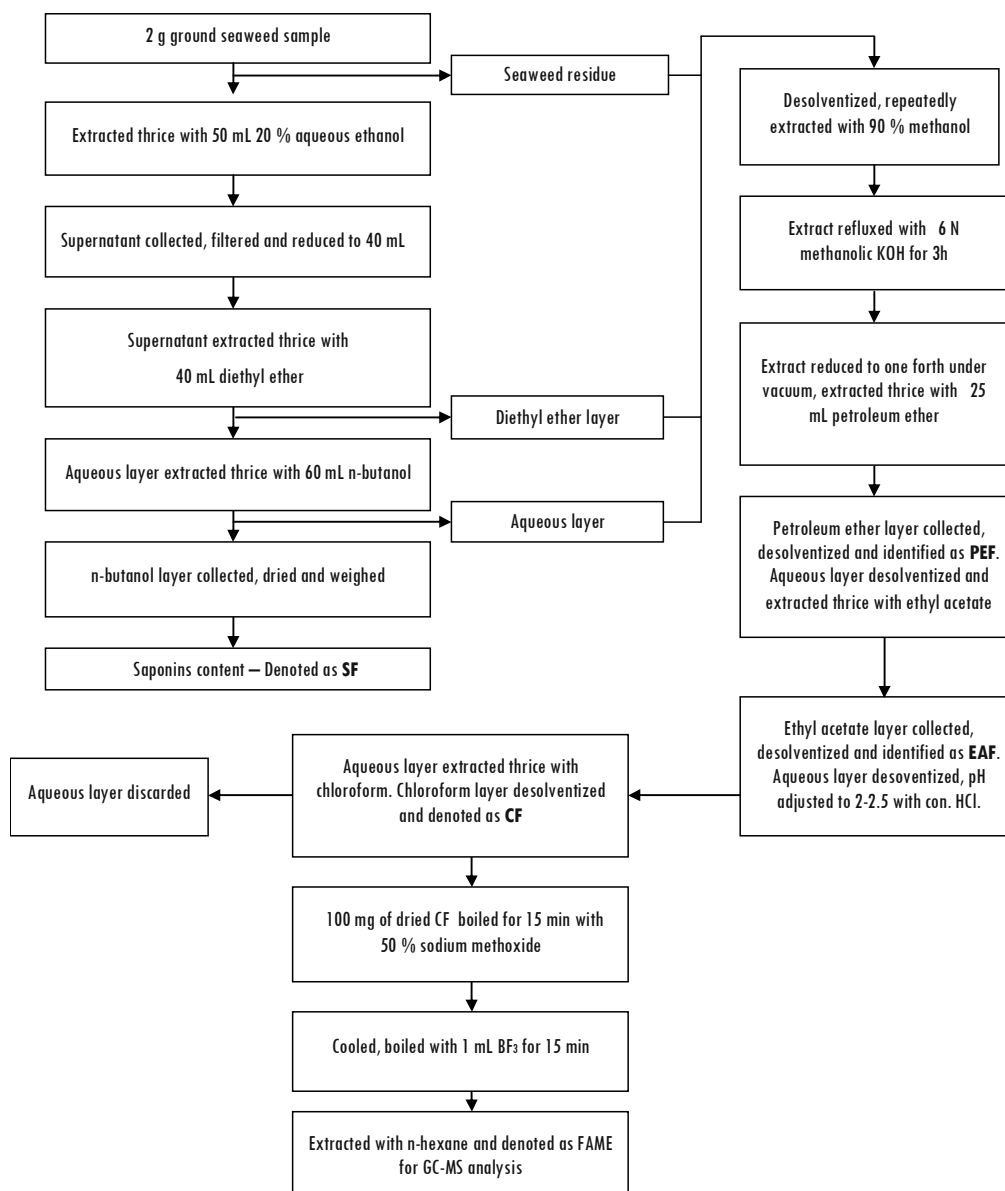 2 g ground seaweed sample
Seaweed residue
Extracted thrice with 50 mL 20 % aqueous ethanol
Supernatant collected, filtered and reduced to 40 mL
Supernatant extracted thrice with
40 mL diethyl ether
Diethyl ether layer
Aqueous layer extracted thrice with 60 mL n-butanol
Aqueous layer
n-butanol layer collected, dried and weighed
Saponins content – Denoted as SF
Desolventized, repeatedly
extracted with 90 % methanol
Extract refluxed with 6 N
methanolic KOH for 3h
Extract reduced to one forth under
vacuum, extracted thrice with 25
mL petroleum ether
Petroleum ether layer collected,
desolventized and identified as PEF.
Aqueous layer desolventized and
extracted thrice with ethyl acetate
Ethyl acetate layer collected,
desolventized and identified as EAF.
Aqueous layer desoventized, pH
adjusted to 2-2.5 with con. HCl.
Aqueous layer extracted thrice with
chloroform. Chloroform layer desolventized
and denoted as CF
Aqueous layer discarded
100 mg of dried CF boiled for 15 min with
50 % sodium methoxide
Cooled, boiled with 1 mL BF₃ for 15 min
Extracted with n-hexane and denoted as FAME
for GC-MS analysis